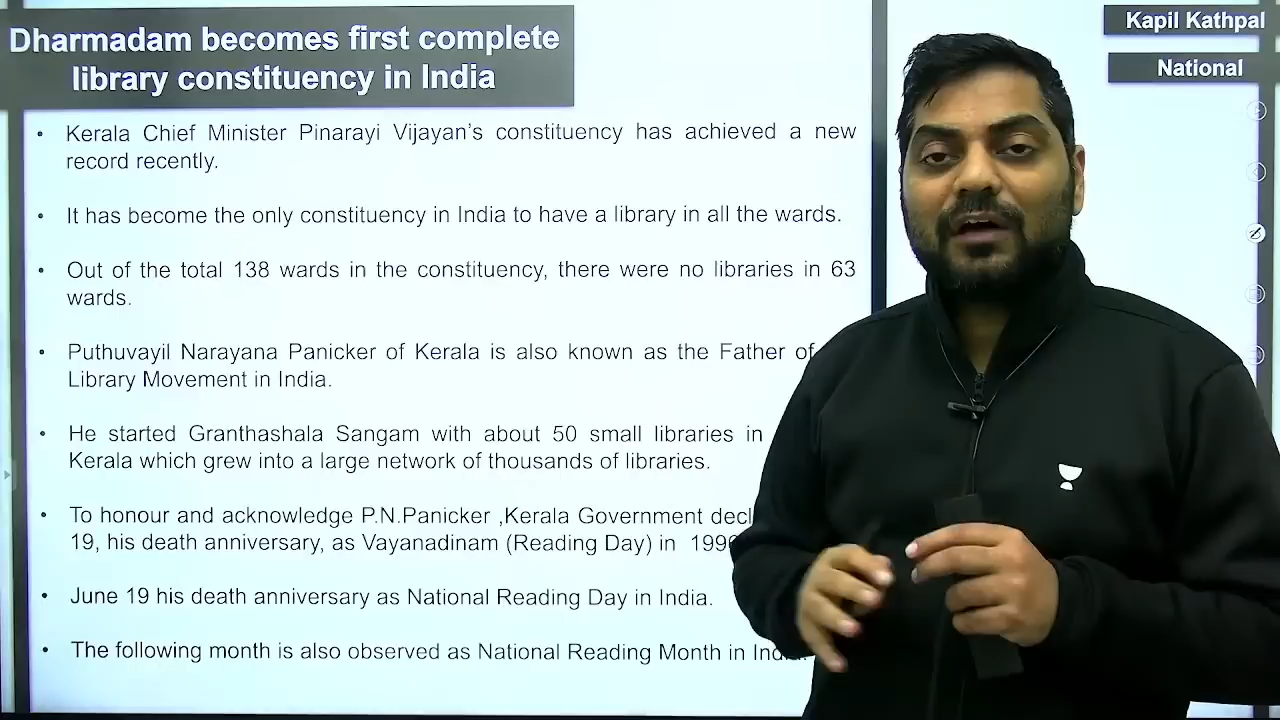 Dharmadam becomes first complete
library constituency in India
Kapil Kathpal
National
• Kerala Chief Minister Pinarayi Vijayan's constituency has achieved a new
record recently.
• It has become the only constituency in India to have a library in all the wards.
• Out of the total 138 wards in the constituency, there were no libraries in 63
wards.
• Puthuvayil Narayana Panicker of Kerala is also known as the Father of
Library Movement in India.
• He started Granthashala Sangam with about 50 small libraries in
Kerala which grew into a large network of thousands of libraries.
• To honour and acknowledge P.N.Panicker ,Kerala Government
19, his death anniversary, as Vayanadinam (Reading Day) in
• June 19 his death anniversary as National Reading Day in India.
• The following month is also observed as National Reading Month in India.